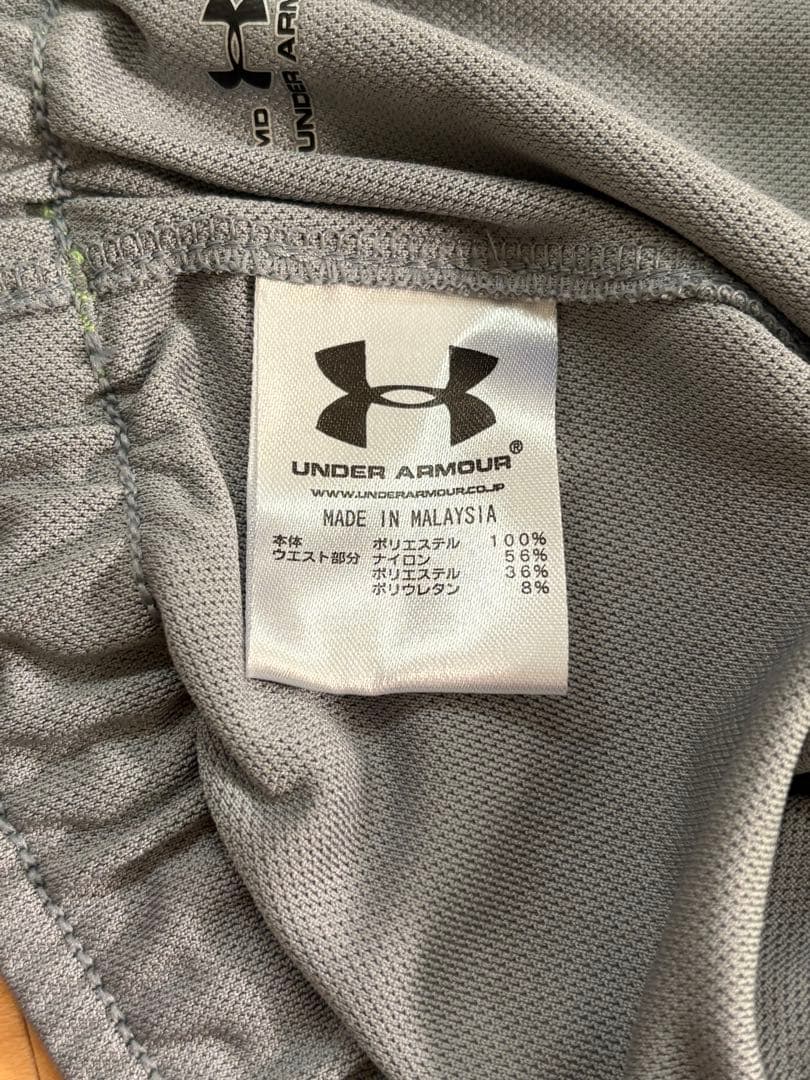 MD
UNDER ARM
UNDER ARMOUR®
WWW.UNDERARMOUR.CO.JP
MADE IN MALAYSIA
本体 ポリエステル 100%
ウエスト部分 ナイロン 56%
ポリエステル 36%
ポリウレタン 8%